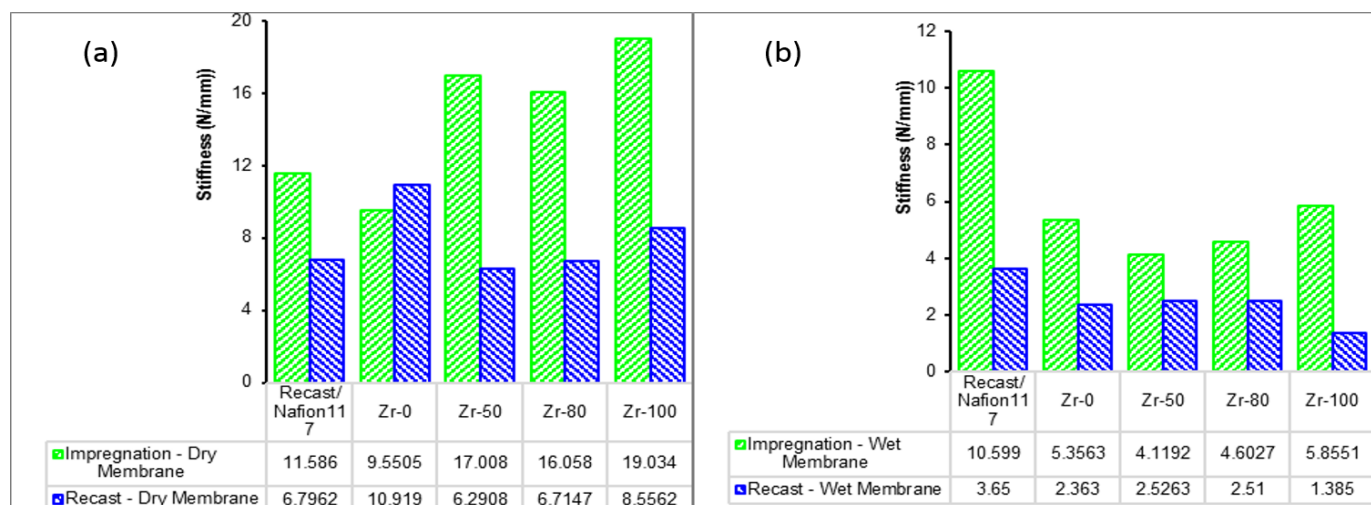 (a)
Stiffness (N/mm))
20
16
12
8
4
0
Recast/
Nafion11
7
Zr-0
Zr-50
Zr-80
Zr-100
Impregnation - Dry
Membrane
11.586
9.5505
17.008
16.058
19.034
Recast - Dry Membrane
6.7962
10.919
6.2908
6.7147
8.5562
(b)
Stiffness (N/mm))
12
10
8
6
4
2
0
Recast/
Nafion11
7
Zr-0
Zr-50
Zr-80
Zr-100
Impregnation - Wet
Membrane
10.599
5.3563
4.1192
4.6027
5.8551
Recast - Wet Membrane
3.65
2.363
2.5263
2.51
1.385